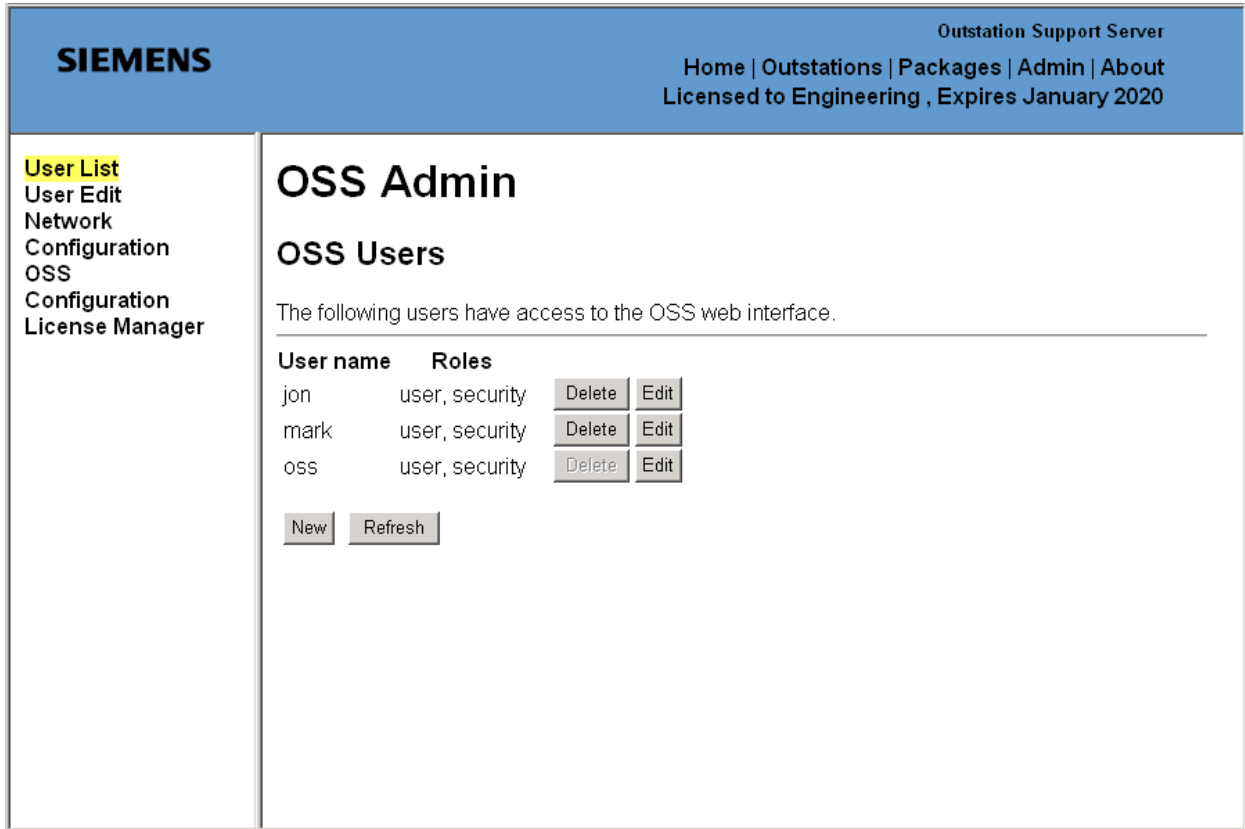 SIEMENS
Outstation Support Server
Home | Outstations | Packages | Admin | About
Licensed to Engineering , Expires January 2020
User List
User Edit
Network
Configuration
OSS
Configuration
License Manager
OSS Admin
OSS Users
The following users have access to the OSS web interface.
User name Roles
jon user, security Delete Edit
mark user, security Delete Edit
oss user, security Delete Edit
New Refresh